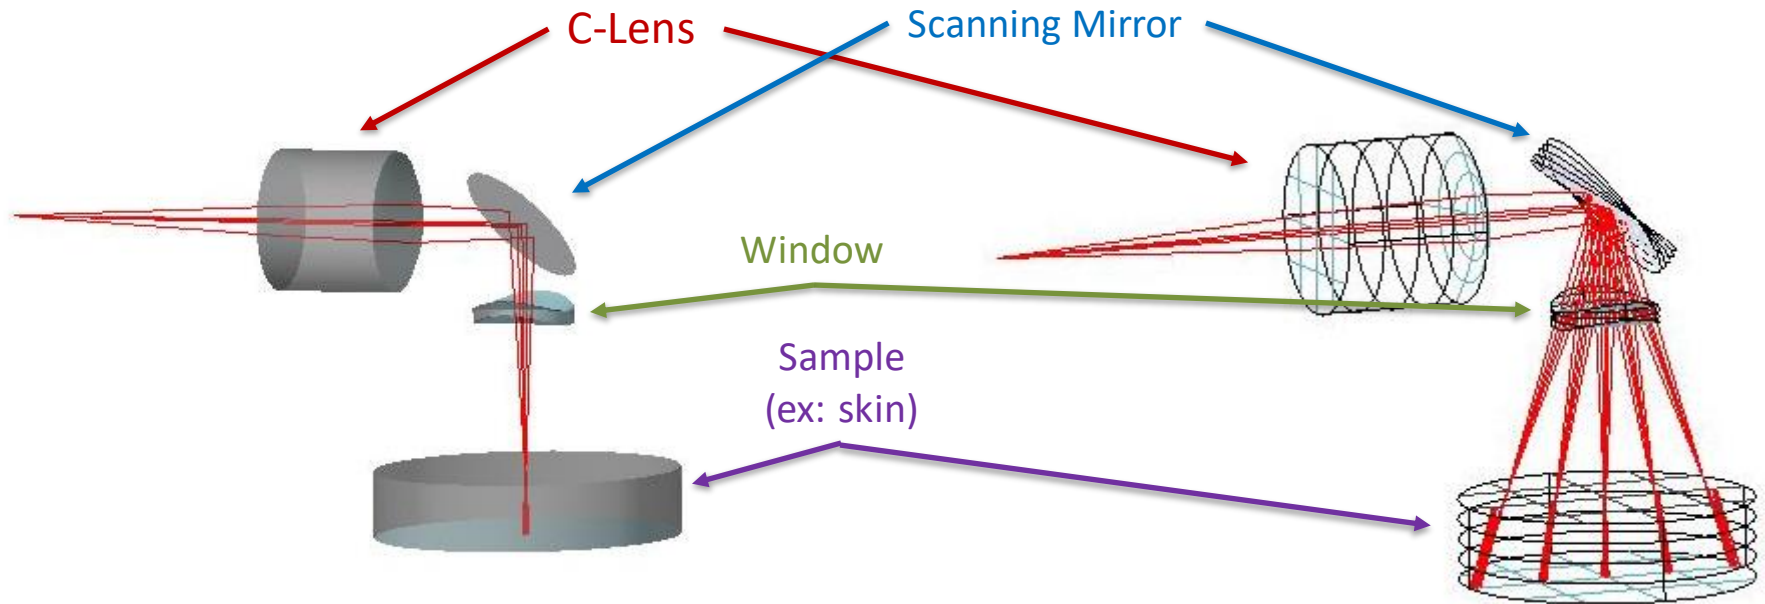 C-Lens
Scanning Mirror
Window
Sample
(ex: skin)